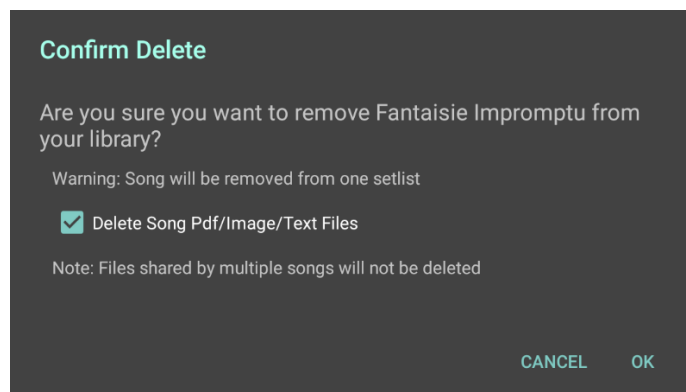 Confirm Delete
Are you sure you want to remove Fantaisie Impromptu from
your library?
Warning: Song will be removed from one setlist
Delete Song Pdf/Image/Text Files
Note: Files shared by multiple songs will not be deleted
CANCEL OK